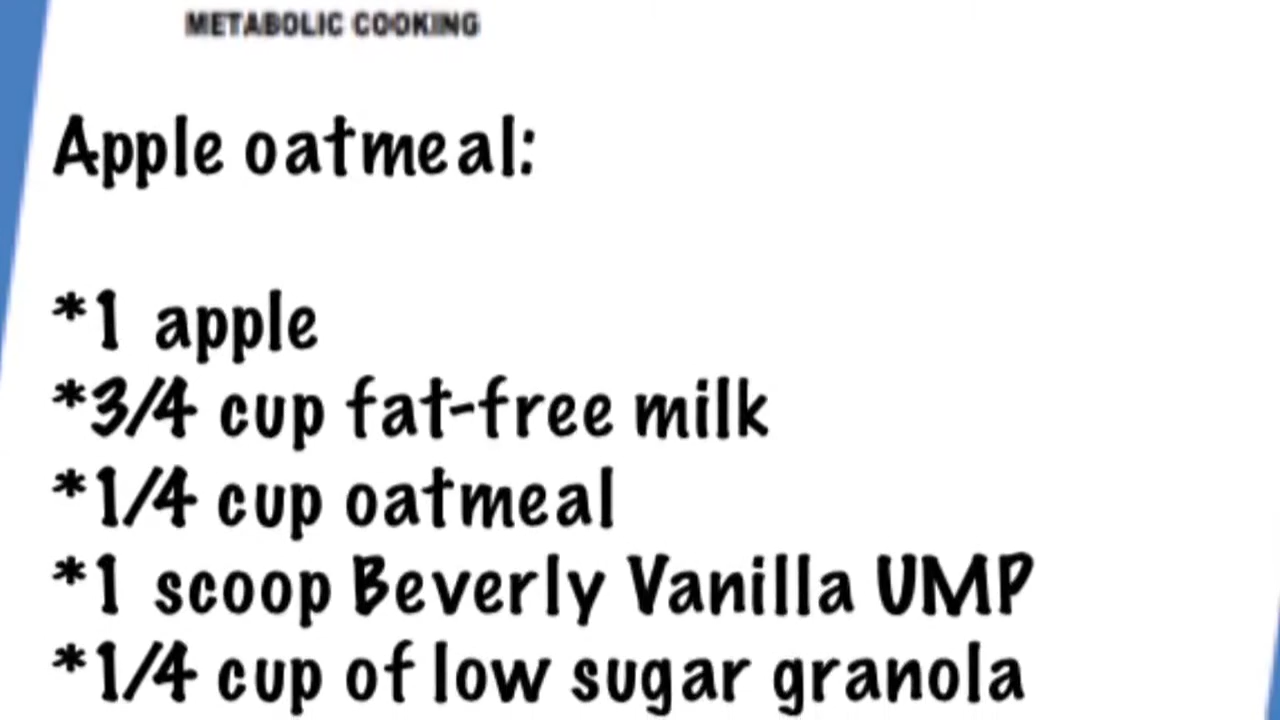 METABOLIC COOKING
Apple oatmeal:
*1 apple
*3/4 cup fat-free milk
*1/4 cup oatmeal
*1 scoop Beverly Vanilla UMP
*1/4 cup of low sugar granola